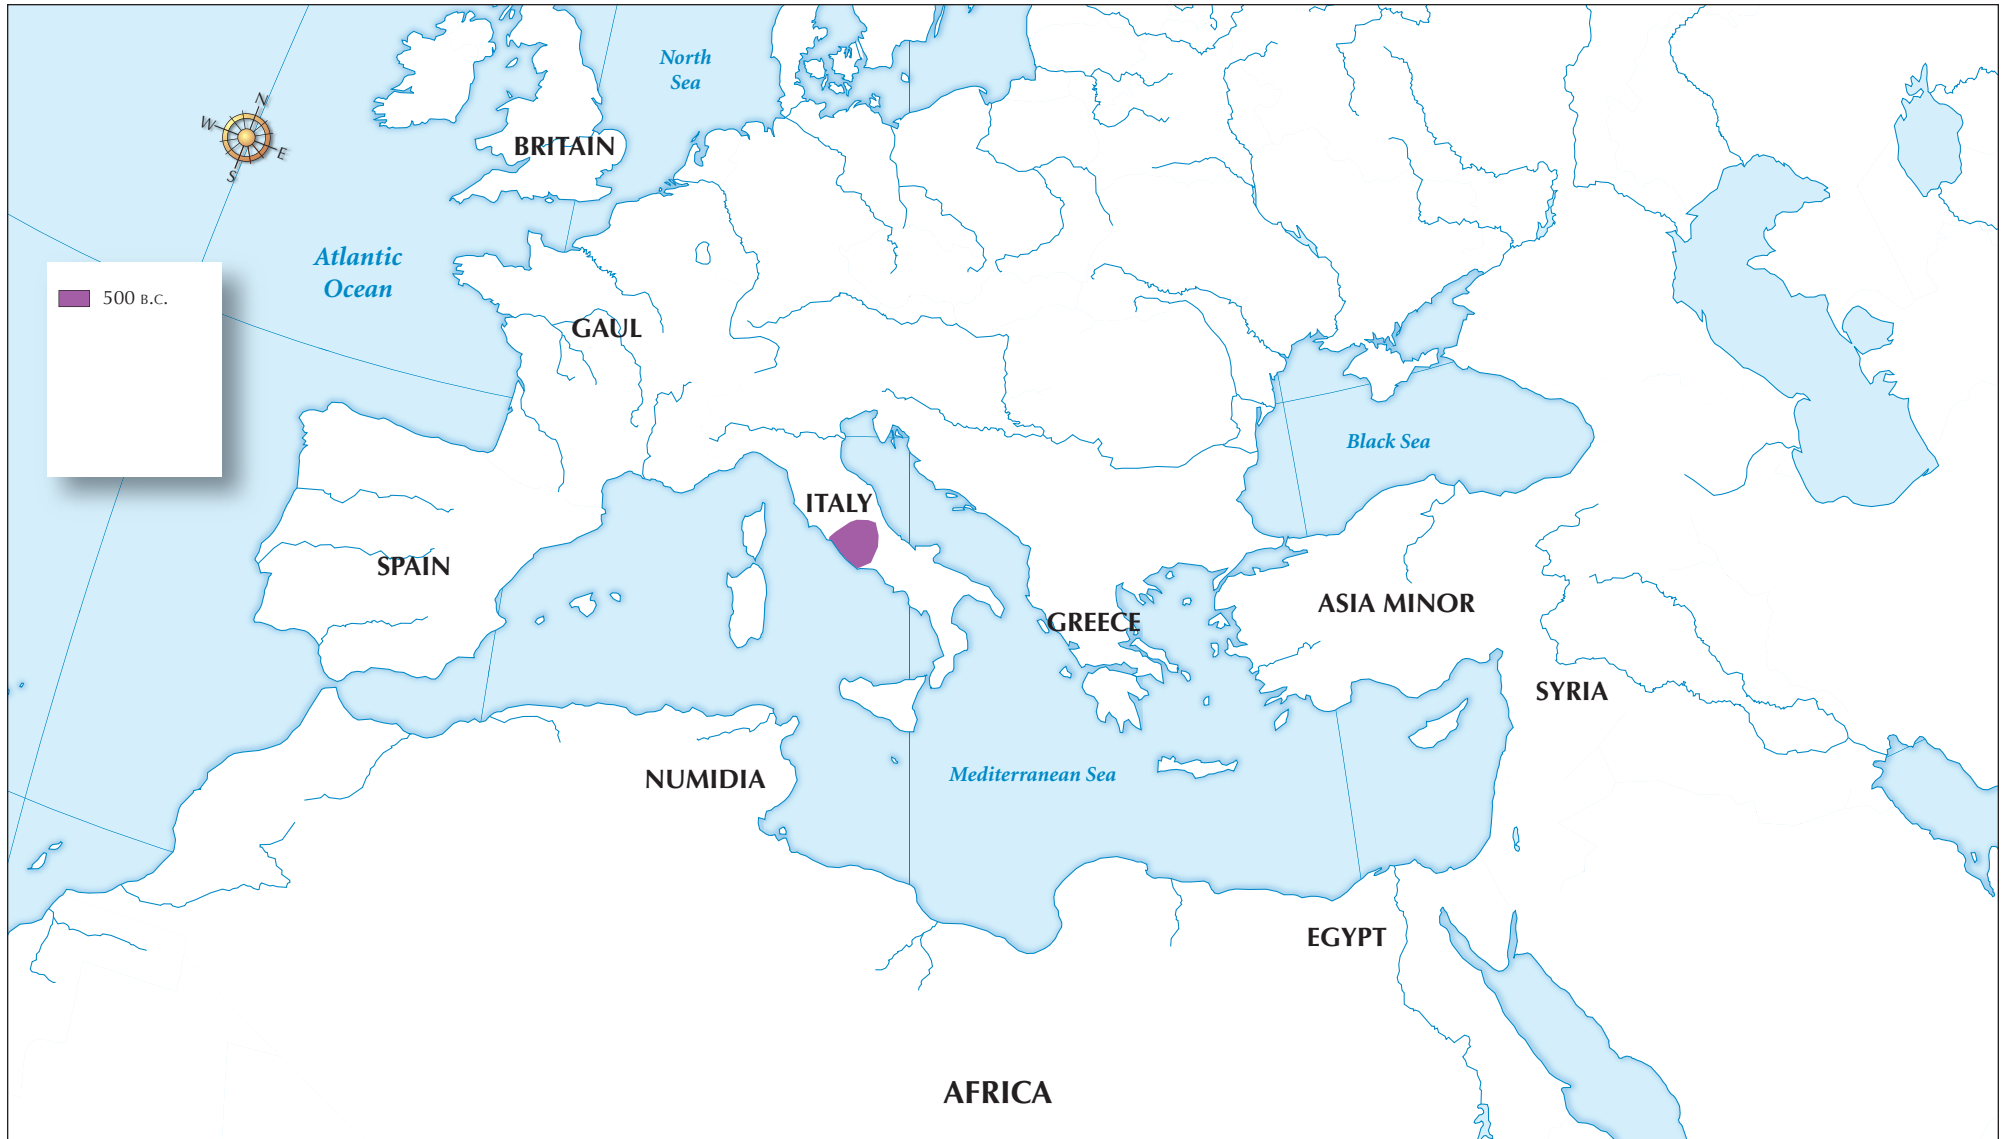 North
Sea
N
W
E
S
BRITAIN
Atlantic
Ocean
500 B.C.
GAUL
Black Sea
ITALY
SPAIN
ASIA MINOR
GREECE
SYRIA
Mediterranean Sea
NUMIDIA
EGYPT
AFRICA